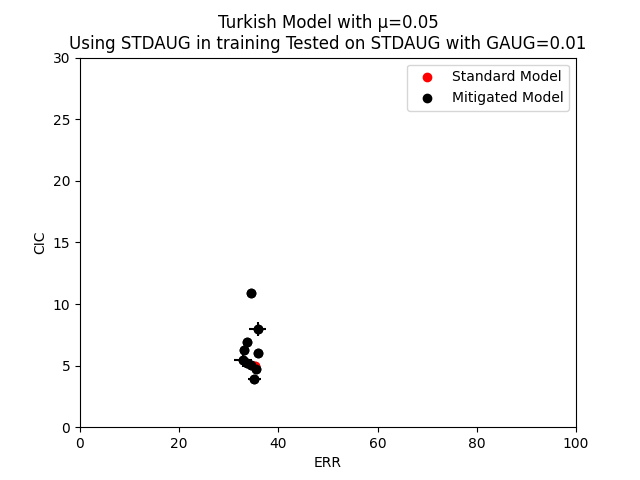 Turkish Model with μ=0.05
Using STDAUG in training Tested on STDAUG with GAUG=0.01
Standard Model
Mitigated Model
30
25
20
15
10
5
0
CIC
0 20 40 60 80 100
ERR